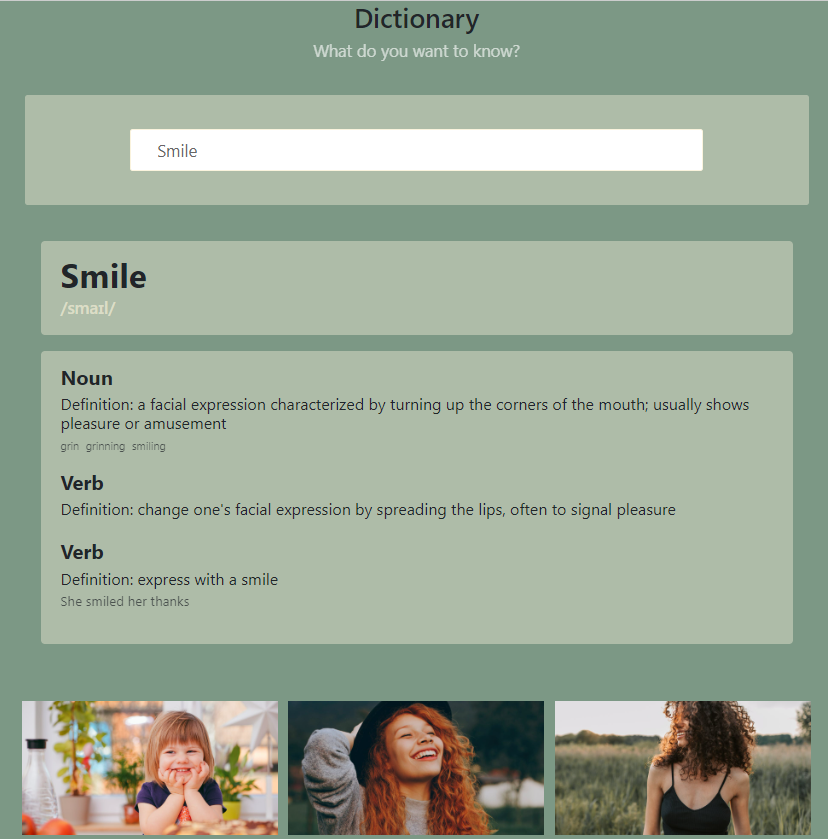 Dictionary
What do you want to know?
Smile
Smile
/smaɪl/
Noun
Definition: a facial expression characterized by turning up the corners of the mouth; usually shows
pleasure or amusement
grin grinning smiling
Verb
Definition: change one's facial expression by spreading the lips, often to signal pleasure
Verb
Definition: express with a smile
She smiled her thanks